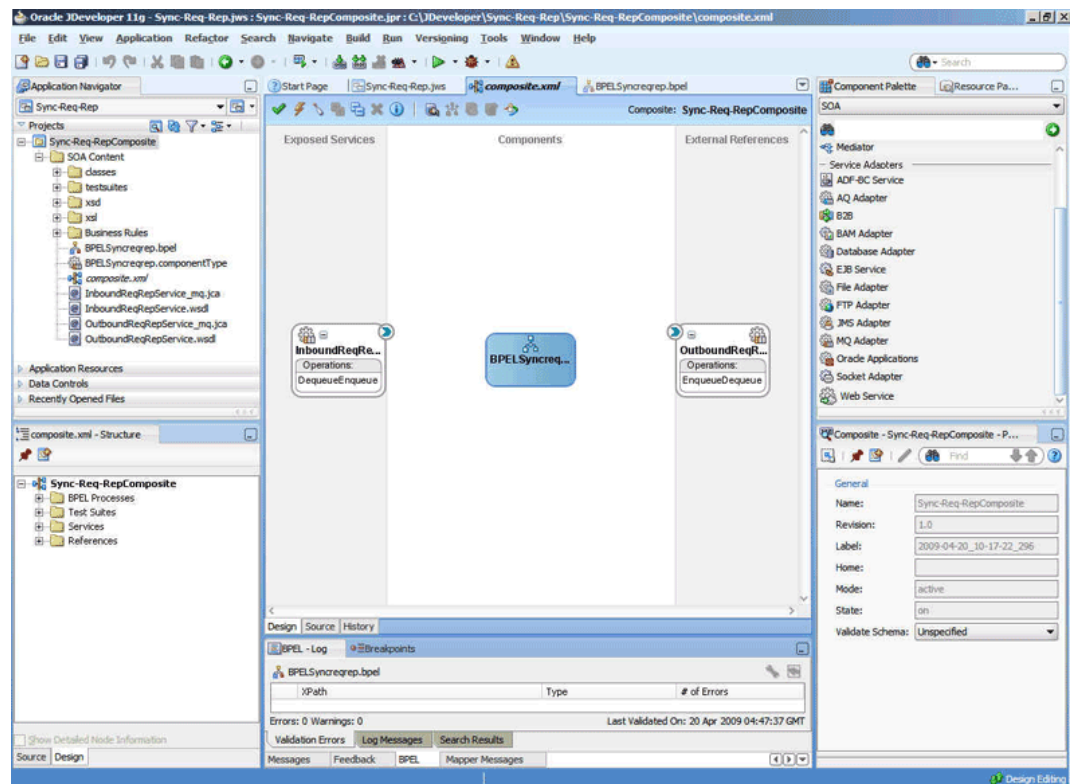 Oracle JDeveloper 11g - Sync-Req-Rep.jws : Sync-Req-RepComposite.jpr : C:\JDeveloper\Sync-Req-Rep\Sync-Req-RepComposite\composite.xml
File Edit View Application Refactor Search Navigate Build Run Versioning Tools Window Help
Search
Application Navigator
Sync-Req-Rep
Projects
Sync-Req-RepComposite
SOA Content
classes
testsuites
xsd
xsl
Business Rules
BPELSyncreqrep.bpel
BPELSyncreqrep.componentType
composite.xml
InboundReqRepService_mq.jca
InboundReqRepService.wsdl
OutboundReqRepService_mq.jca
OutboundReqRepService.wsdl
Application Resources
Data Controls
Recently Opened Files
composite.xml - Structure
Sync-Req-RepComposite
BPEL Processes
Test Suites
Services
References
Show Detailed Node Information
Source Design
Start Page Sync-Req-Rep.jws composite.xml BPELSyncreqrep.bpel
Composite: Sync-Req-RepComposite
Exposed Services Components External References
InboundReqRe...
Operations:
DequeueEnqueue
BPELSyncreq...
OutboundReqR...
Operations:
EnqueueDequeue
Design Source History
BPEL - Log Breakpoints
BPELSyncreqrep.bpel
XPath Type # of Errors
Errors: 0 Warnings: 0 Last Validated On: 20 Apr 2009 04:47:37 GMT
Validation Errors Log Messages Search Results
Messages Feedback BPEL Mapper Messages
Component Palette Resource Pa...
SOA
Mediator
Service Adapters
ADF-BC Service
AQ Adapter
B2B
BAM Adapter
Database Adapter
EJB Service
File Adapter
FTP Adapter
JMS Adapter
MQ Adapter
Oracle Applications
Socket Adapter
Web Service
Composite - Sync-Req-RepComposite - P...
Find
General
Name: Sync-Req-RepComposite
Revision: 1.0
Label: 2009-04-20_10-17-22_296
Home:
Mode: active
State: on
Validate Schema: Unspecified
Design Editing